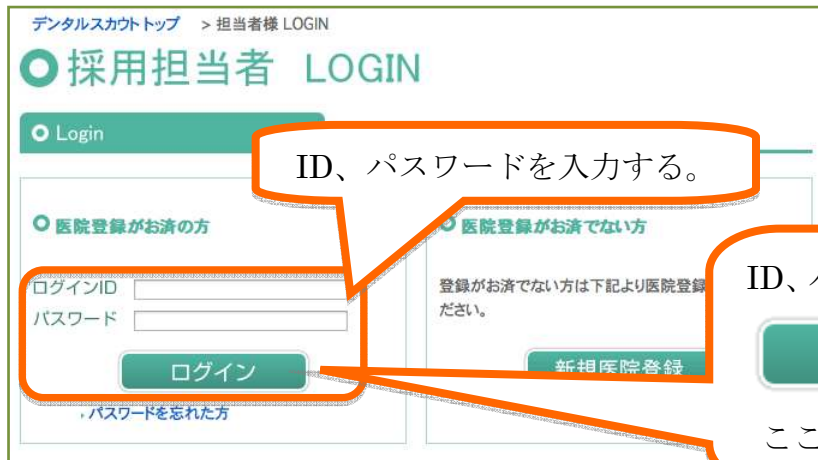 デンタルスカウトトップ > 担当者様 LOGIN
採用担当者 LOGIN
Login
ID、パスワードを入力する。
医院登録がお済の方
ログインID
パスワード
ログイン
パスワードを忘れた方
医院登録がお済でない方
登録がお済でない方は下記より医院登録
ださい。
新規医院登録
ID、
ここ